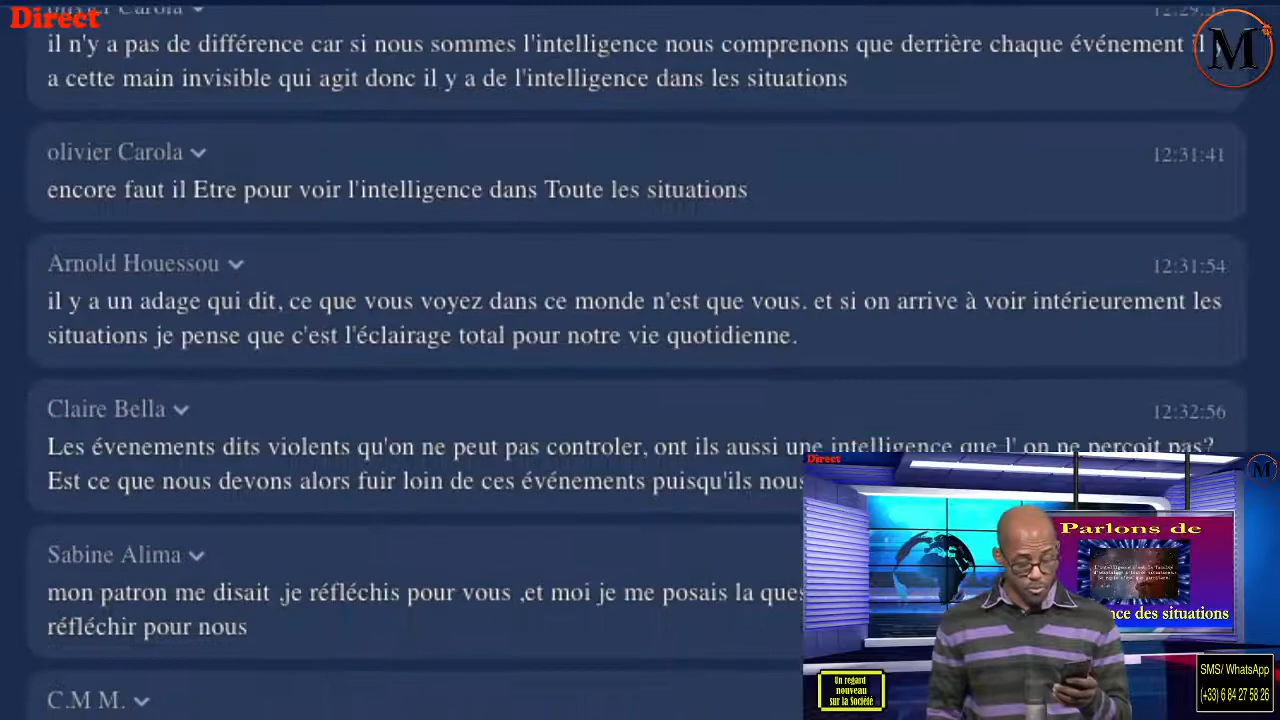 Direct
olivier Carola
M
il n'y a pas de différence car si nous sommes l'intelligence nous comprenons que derrière chaque événement il y
a cette main invisible qui agit donc il y a de l'intelligence dans les situations
olivier Carola
12:31:41
encore faut il Etre pour voir l'intelligence dans Toute les situations
Arnold Houessou
12:31:54
il y a un adage qui dit, ce que vous voyez dans ce monde n'est que vous. et si on arrive à voir intérieurement les
situations je pense que c'est l'éclairage total pour notre vie quotidienne.
Claire Bella
12:32:56
Les évenements dits violents qu'on ne peut pas controler, ont ils aussi une intelligence que l' on ne perçoit pas?
Est ce que nous devons alors fuir loin de ces événements puisqu'ils nous
Sabine Alima
mon patron me disait ,je réfléchis pour vous ,et moi je me posais la ques
réfléchir pour nous
C.M M.
Direct
M
Parlons de
nce des situations
Un regard
nouveau
sur la Société
SMS/ WhatsApp
(+33) 6 84 27 58 26